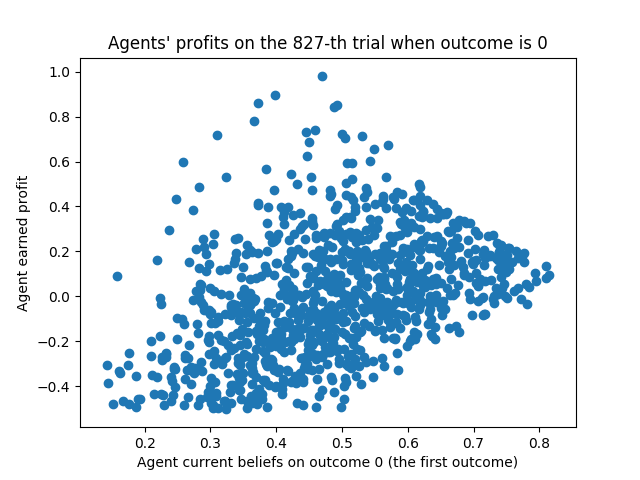 Agents' profits on the 827-th trial when outcome is 0
1.0
0.8
0.6
0.4
0.2
0.0
−0.2
−0.4
Agent earned profit
0.2 0.3 0.4 0.5 0.6 0.7 0.8
Agent current beliefs on outcome 0 (the first outcome)